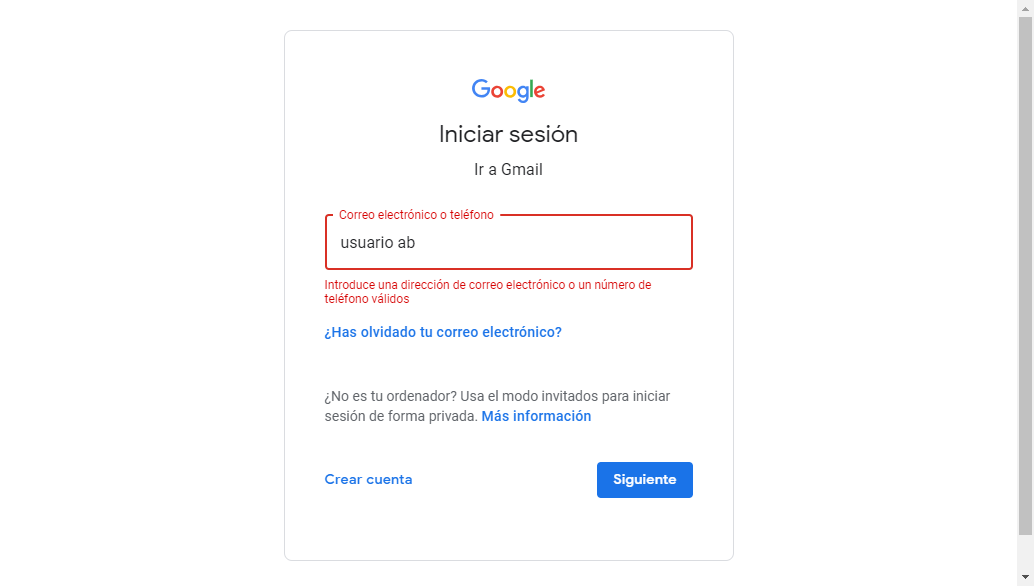 Google
Iniciar sesión
Ir a Gmail
Correo electrónico o teléfono
usuario ab
Introduce una dirección de correo electrónico o un número de
teléfono válidos
¿Has olvidado tu correo electrónico?
¿No es tu ordenador? Usa el modo invitados para iniciar
sesión de forma privada. Más información
Crear cuenta
Siguiente